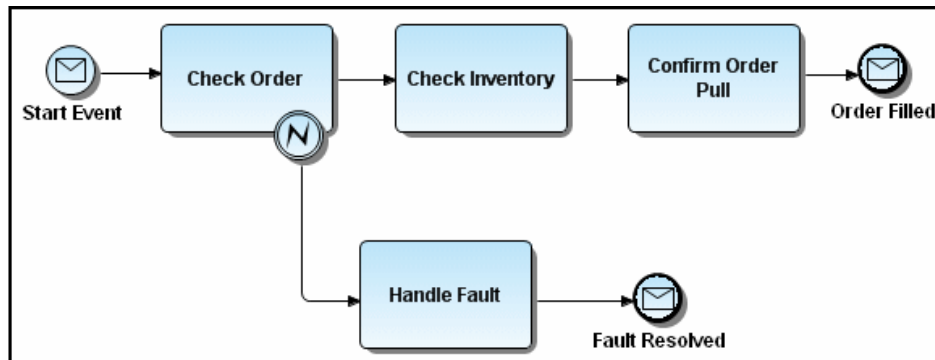 Check Order
Check Inventory
Confirm Order
Pull
Start Event
Order Filled
Handle Fault
Fault Resolved